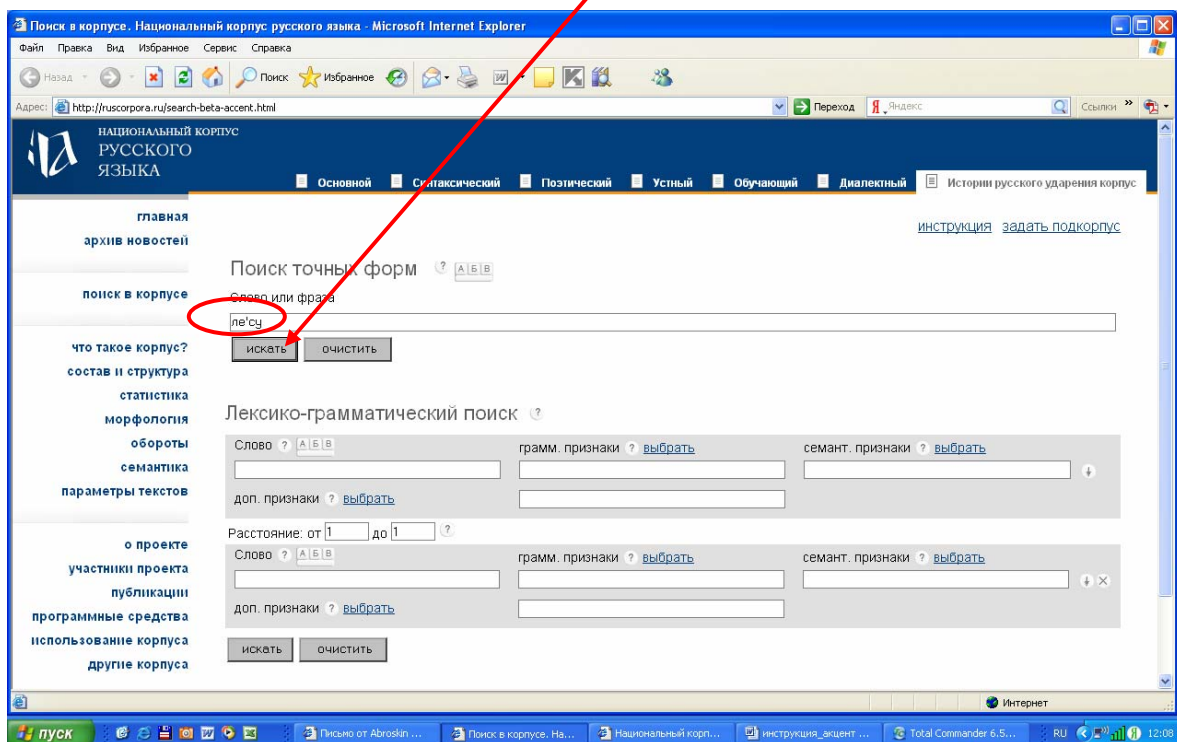 Поиск в корпусе. Национальный корпус русского языка - Microsoft Internet Explorer
Файл Правка Вид Избранное Сервис Справка
Назад Поиск Избранное
Адрес: http://ruscorpora.ru/search-beta-accent.html Переход Яндекс Ссылки
НАЦИОНАЛЬНЫЙ КОРПУС
РУССКОГО
ЯЗЫКА
Основной Синтаксический Поэтический Устный Обучающий Диалектный Истории русского ударения корпус
главная
архив новостей
поиск в корпусе
что такое корпус?
состав и структура
статистика
морфология
обороты
семантика
параметры текстов
о проекте
участники проекта
публикации
программные средства
использование корпуса
другие корпуса
инструкция задать подкорпус
Поиск точных форм ? А Б В
Слово или фраза
ле'су
искать очистить
Лексико-грамматический поиск ?
Слово ? А Б В грамм. признаки ? выбрать семант. признаки ? выбрать
доп. признаки ? выбрать
Расстояние: от 1 до 1 ?
Слово ? А Б В грамм. признаки ? выбрать семант. признаки ? выбрать
доп. признаки ? выбрать
искать очистить
Интернет
пуск Письмо от Abroskin ... Поиск в корпусе. На... Национальный корп... инструкция_акцент ... Total Commander 6.5... RU 12:08